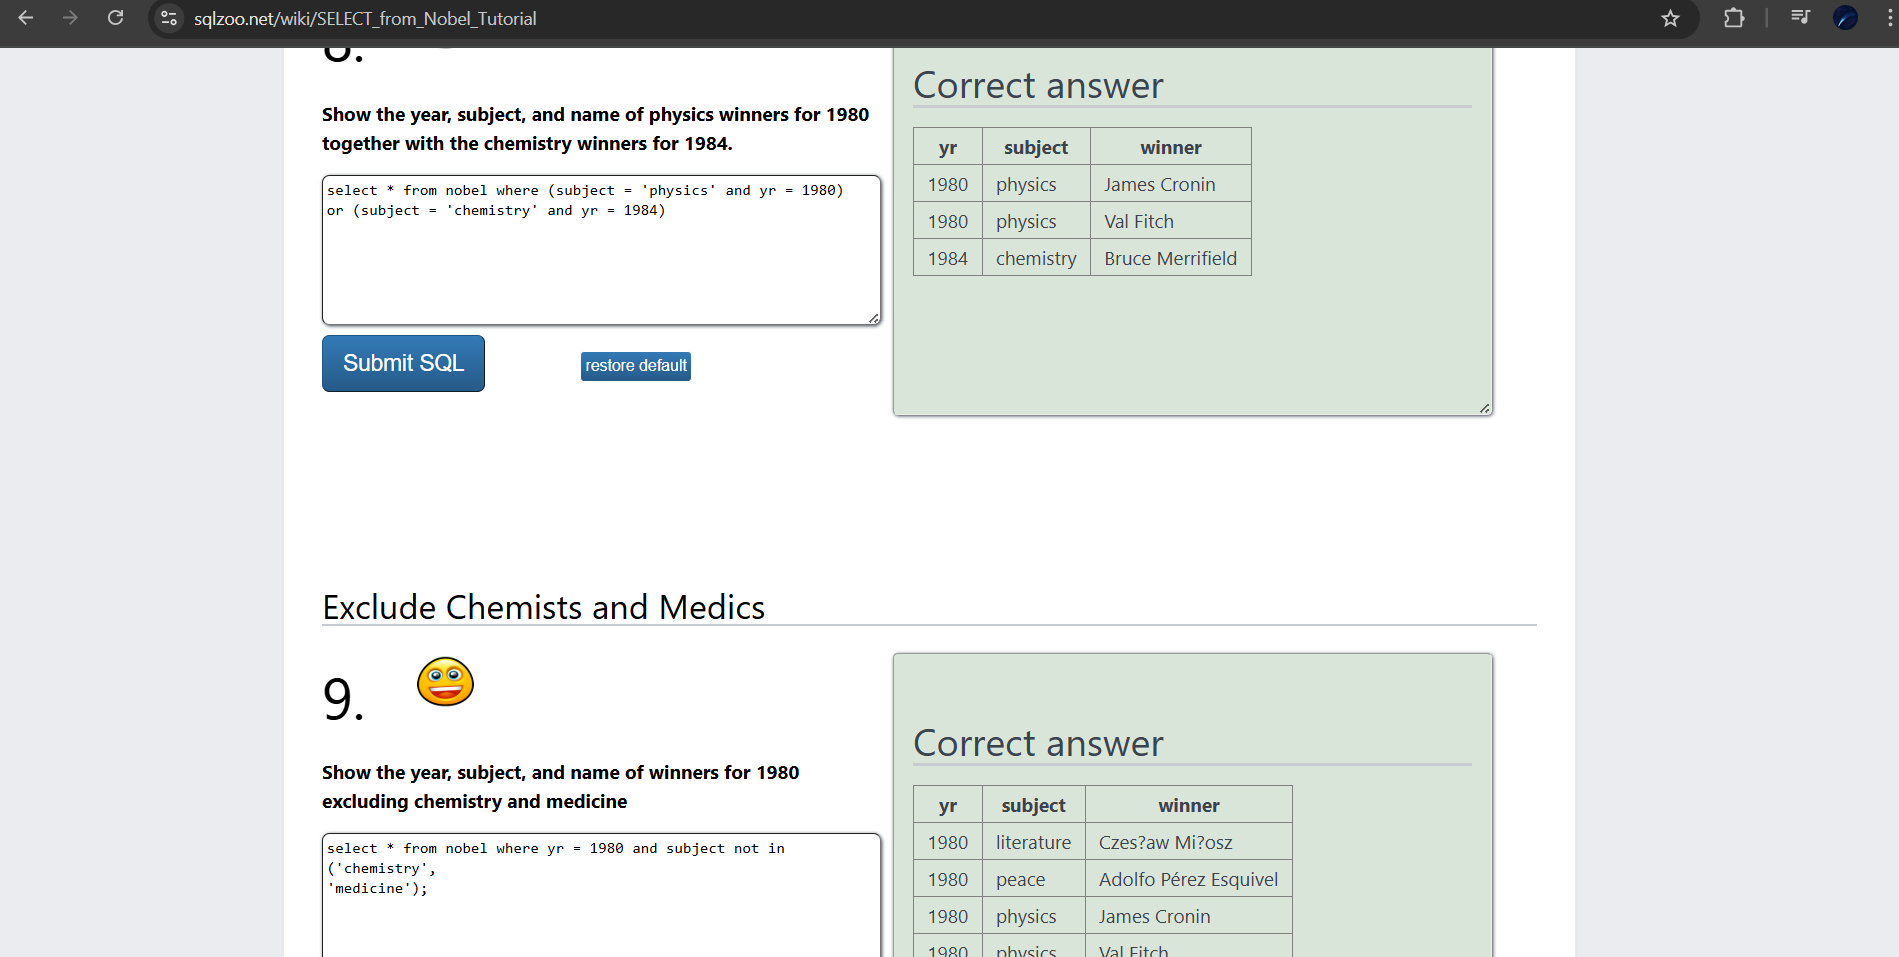 sqlzoo.net/wiki/SELECT_from_Nobel_Tutorial
8.
Show the year, subject, and name of physics winners for 1980
together with the chemistry winners for 1984.
select * from nobel where (subject = 'physics' and yr = 1980)
or (subject = 'chemistry' and yr = 1984)
Submit SQL
restore default
Correct answer
yr subject winner
1980 physics James Cronin
1980 physics Val Fitch
1984 chemistry Bruce Merrifield
Exclude Chemists and Medics
9.
Show the year, subject, and name of winners for 1980
excluding chemistry and medicine
select * from nobel where yr = 1980 and subject not in
('chemistry',
'medicine');
Correct answer
yr subject winner
1980 literature Czes?aw Mi?osz
1980 peace Adolfo Pérez Esquivel
1980 physics James Cronin
1980 physics Val Fitch